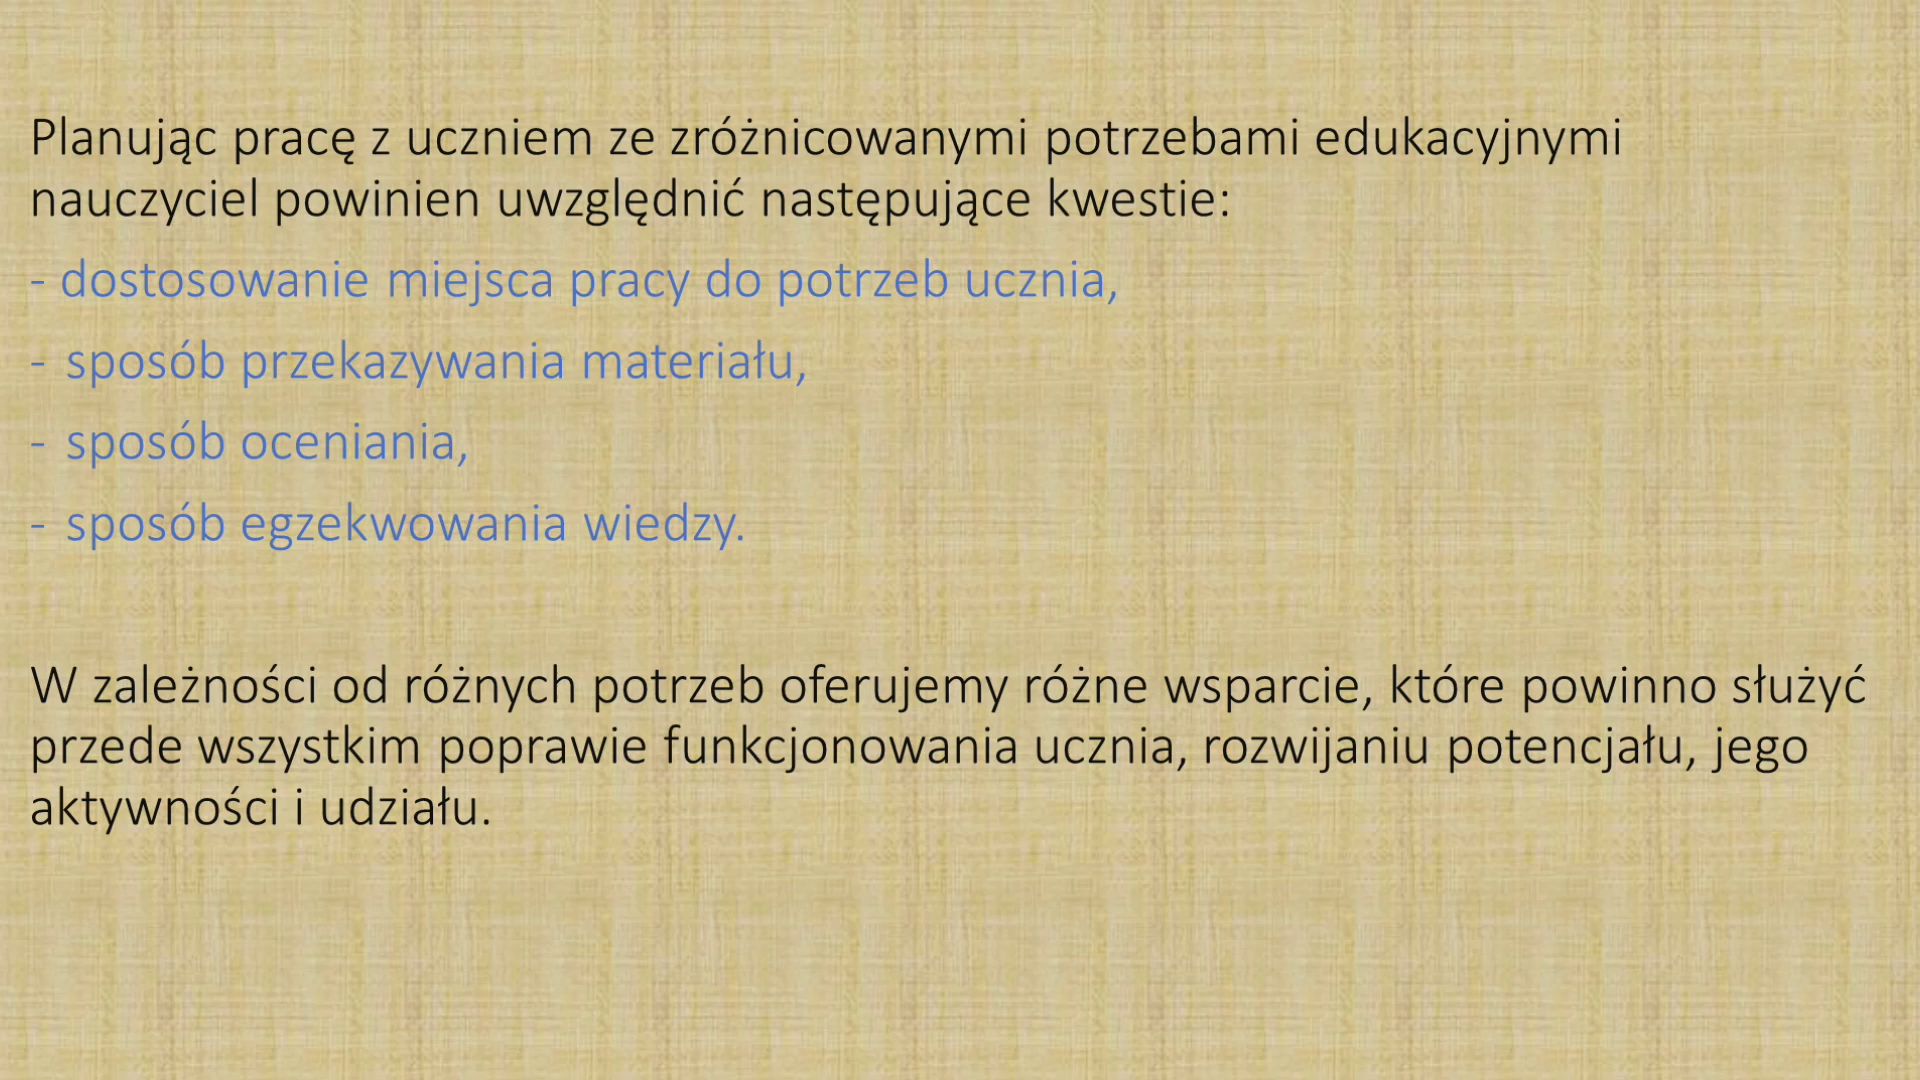 Planując pracę z uczniem ze zróżnicowanymi potrzebami edukacyjnymi
nauczyciel powinien uwzględnić następujące kwestie:
- dostosowanie miejsca pracy do potrzeb ucznia,
- sposób przekazywania materiału,
- sposób oceniania,
- sposób egzekwowania wiedzy.
W zależności od różnych potrzeb oferujemy różne wsparcie, które powinno służyć
przede wszystkim poprawie funkcjonowania ucznia, rozwijaniu potencjału, jego
aktywności i udziału.